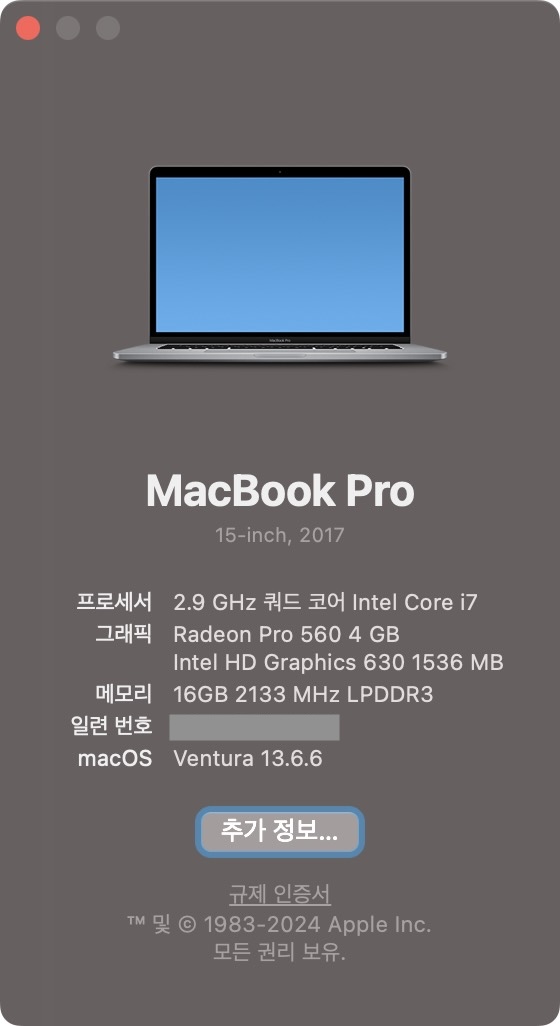 MacBook Pro
15-inch, 2017
프로세서 2.9 GHz 쿼드 코어 Intel Core i7
그래픽 Radeon Pro 560 4 GB
Intel HD Graphics 630 1536 MB
메모리 16GB 2133 MHz LPDDR3
일련 번호
macOS Ventura 13.6.6
추가 정보...
규제 인증서
™ 및 © 1983-2024 Apple Inc.
모든 권리 보유.